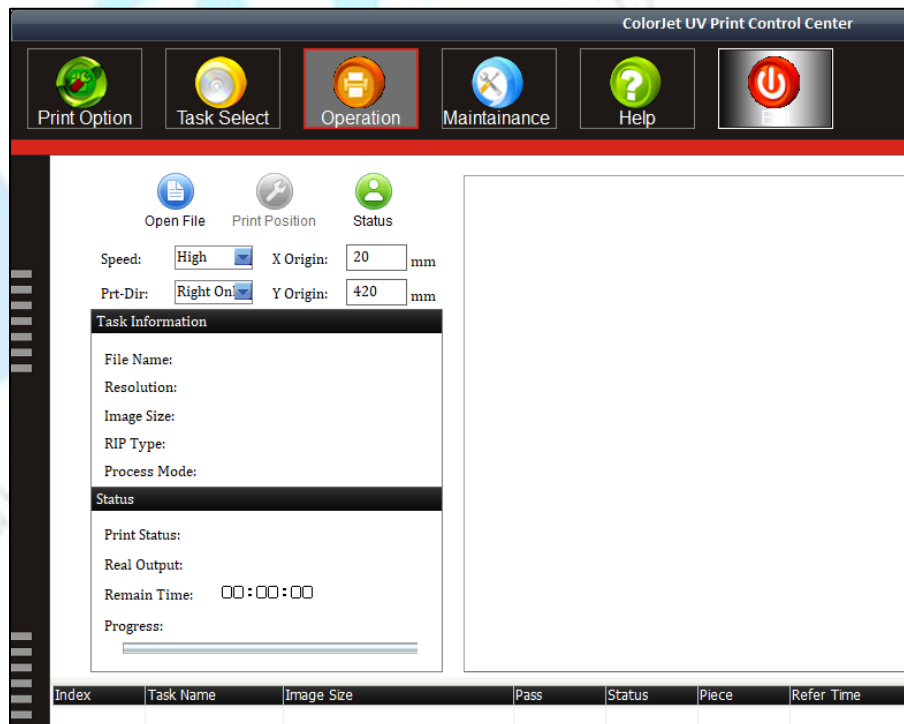 ColorJet UV Print Control Center
Print Option Task Select Operation Maintainance Help
Open File Print Position Status
Speed: High X Origin: 20 mm
Prt-Dir: Right Onl Y Origin: 420 mm
Task Information
File Name:
Resolution:
Image Size:
RIP Type:
Process Mode:
Status
Print Status:
Real Output:
Remain Time: 00:00:00
Progress:
Index Task Name Image Size Pass Status Piece Refer Time